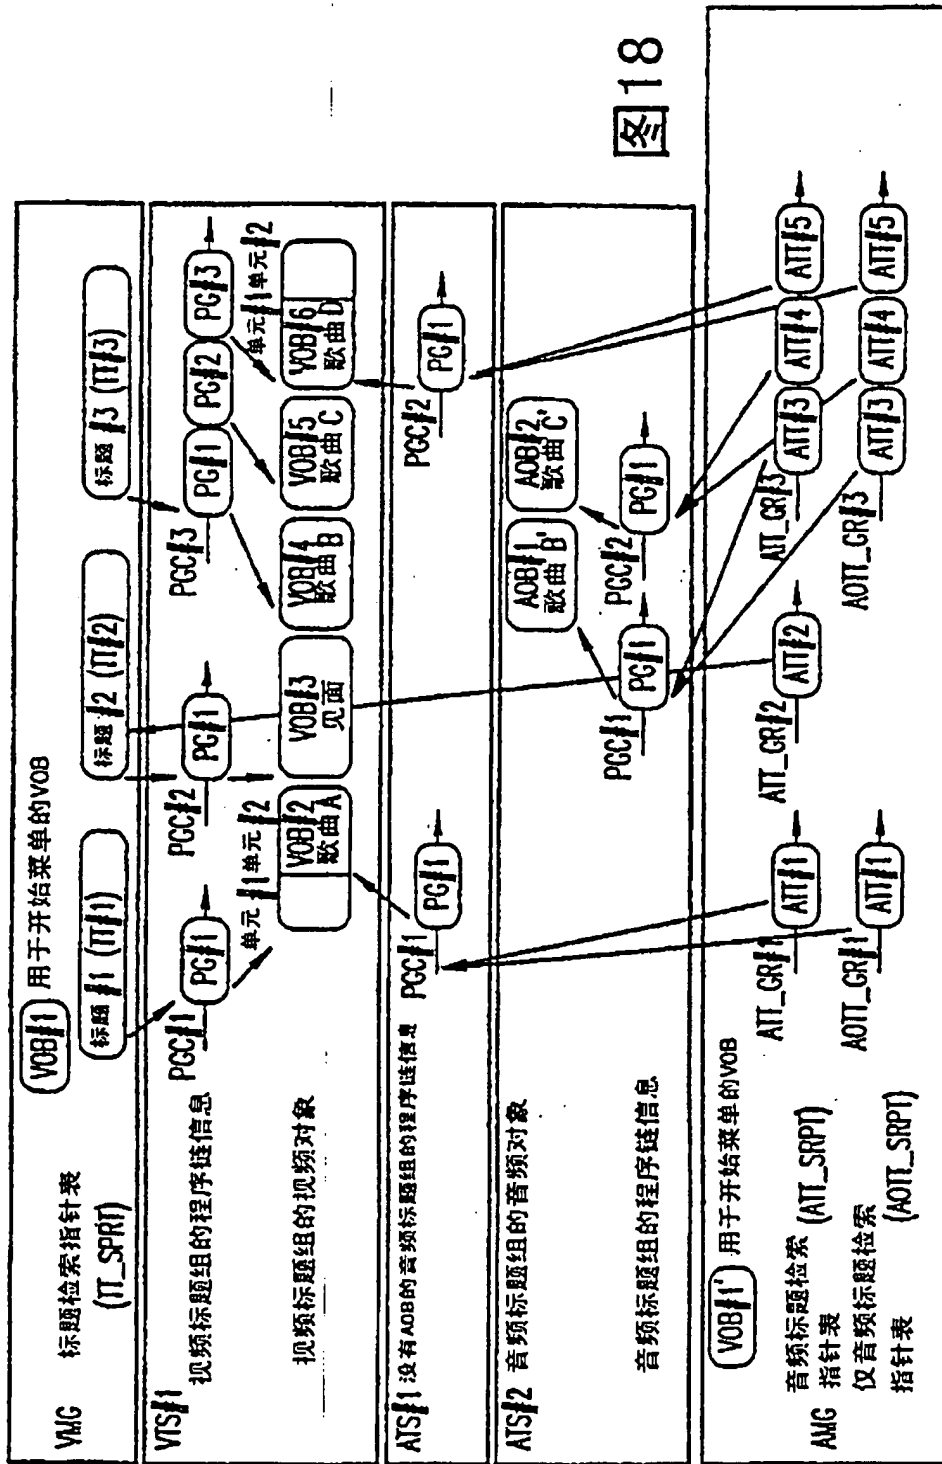 VMG
VOB#1 用于开始菜单的VOB
标题检索指针表
(TT_SPRT)
标题 #1 (TT#1)
标题 #2 (TT#2)
标题 #3 (TT#3)
VTS#1
视频标题组的程序链信息
PGC#1
PG#1
PGC#2
PG#1
PGC#3
PG#1
PG#2
PG#3
视频标题组的视频对象
单元 #1单元 #2
VOB#2
歌曲A
VOB#3
见面
VOB#4
歌曲B
VOB#5
歌曲C
单元#1单元#2
VOB#6
歌曲D
ATS#1 没有AOB的音频标题组的程序链信息
PGC#1
PG#1
PGC#2
PG#1
ATS#2 音频标题组的音频对象
AOB#1
歌曲B'
AOB#2
歌曲C'
音频标题组的程序链信息
PGC#1
PG#1
PGC#2
PG#1
AMG
VOB#1' 用于开始菜单的VOB
音频标题检索
指针表 (ATT_SRPT)
ATT_GR#1
ATT#1
ATT_GR#2
ATT#2
ATT_GR#3
ATT#3
ATT#4
ATT#5
仅音频标题检索
指针表 (AOTT_SRPT)
AOTT_GR#1
ATT#1
AOTT_GR#3
ATT#3
ATT#4
ATT#5
图18